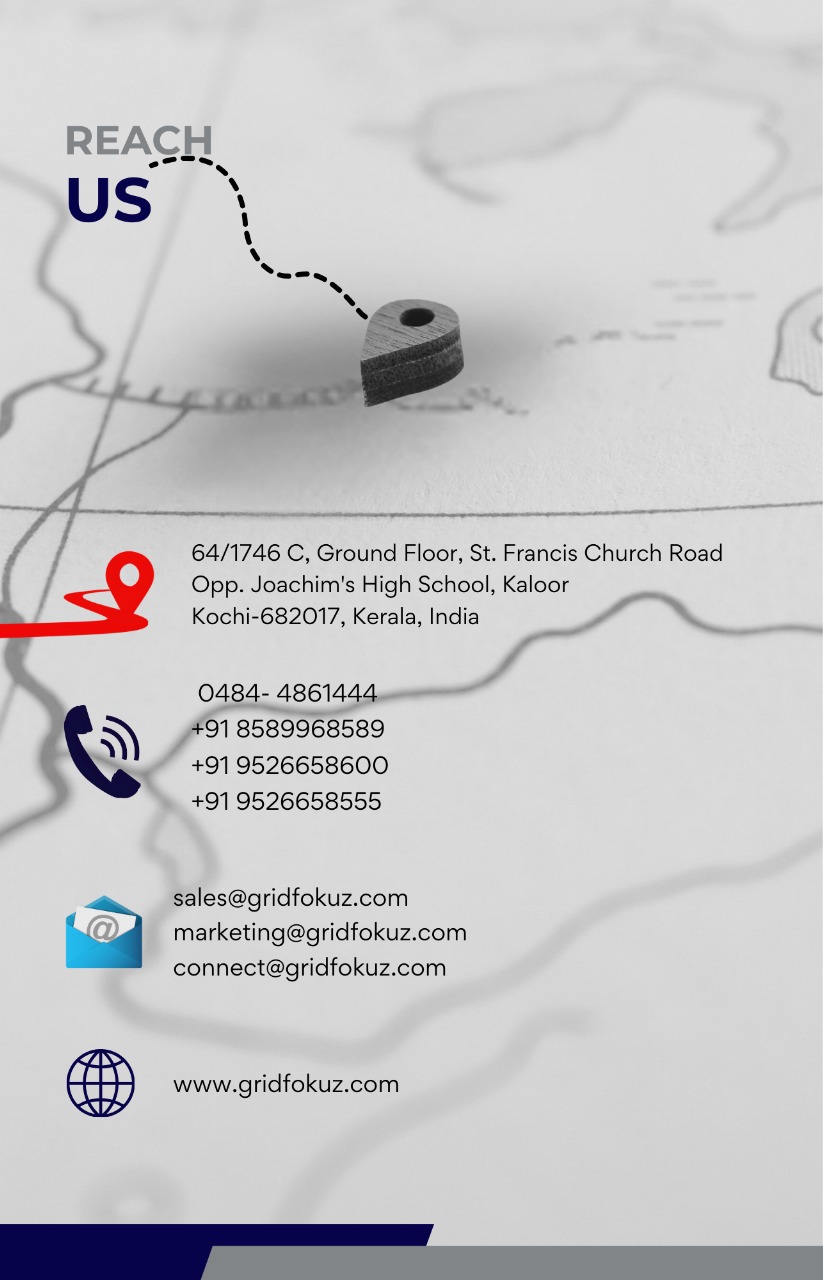 REACH
US
64/1746 C, Ground Floor, St. Francis Church Road
Opp. Joachim's High School, Kaloor
Kochi-682017, Kerala, India
0484- 4861444
+91 8589968589
+91 9526658600
+91 9526658555
@
sales@gridfokuz.com
marketing@gridfokuz.com
connect@gridfokuz.com
www.gridfokuz.com